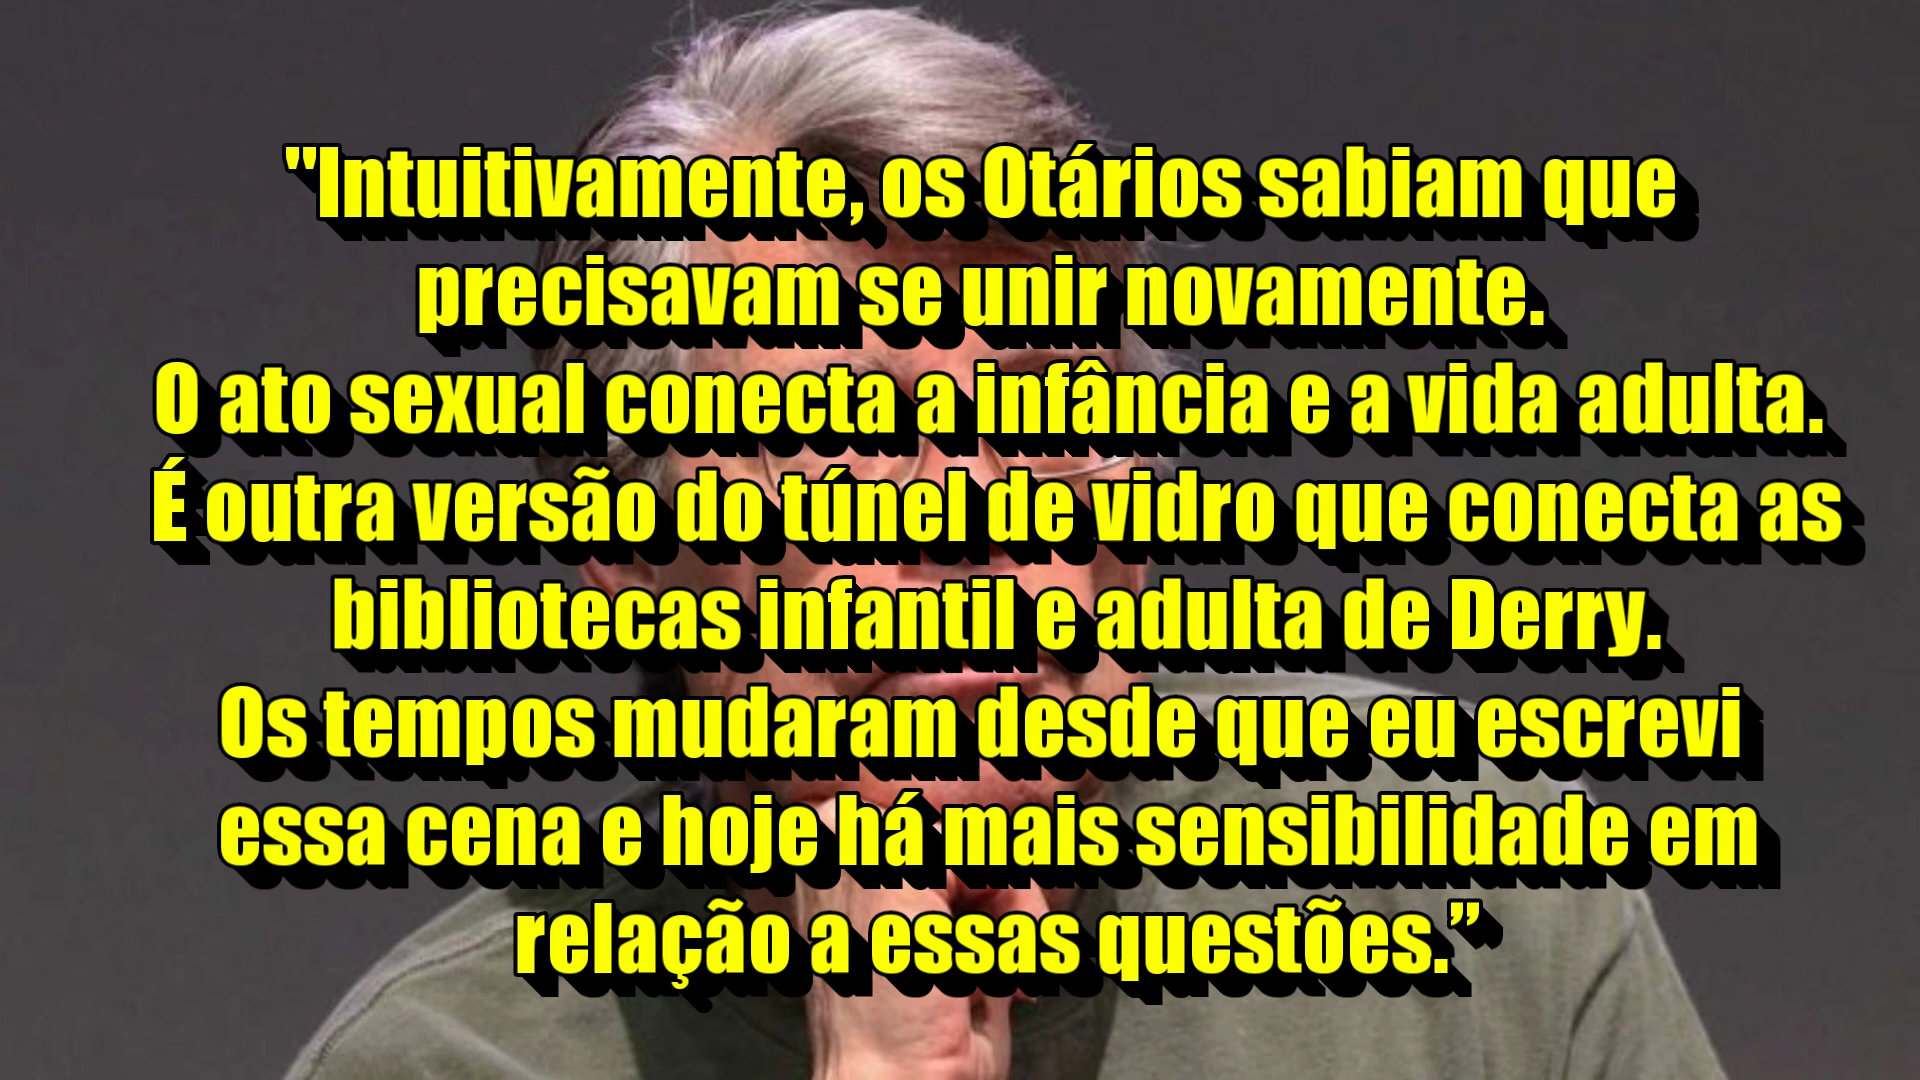 "Intuitivamente, os Otários sabiam que
precisavam se unir novamente.
O ato sexual conecta a infância e a vida adulta.
É outra versão do túnel de vidro que conecta as
bibliotecas infantil e adulta de Derry.
Os tempos mudaram desde que eu escrevi
essa cena e hoje há mais sensibilidade em
relação a essas questões.”